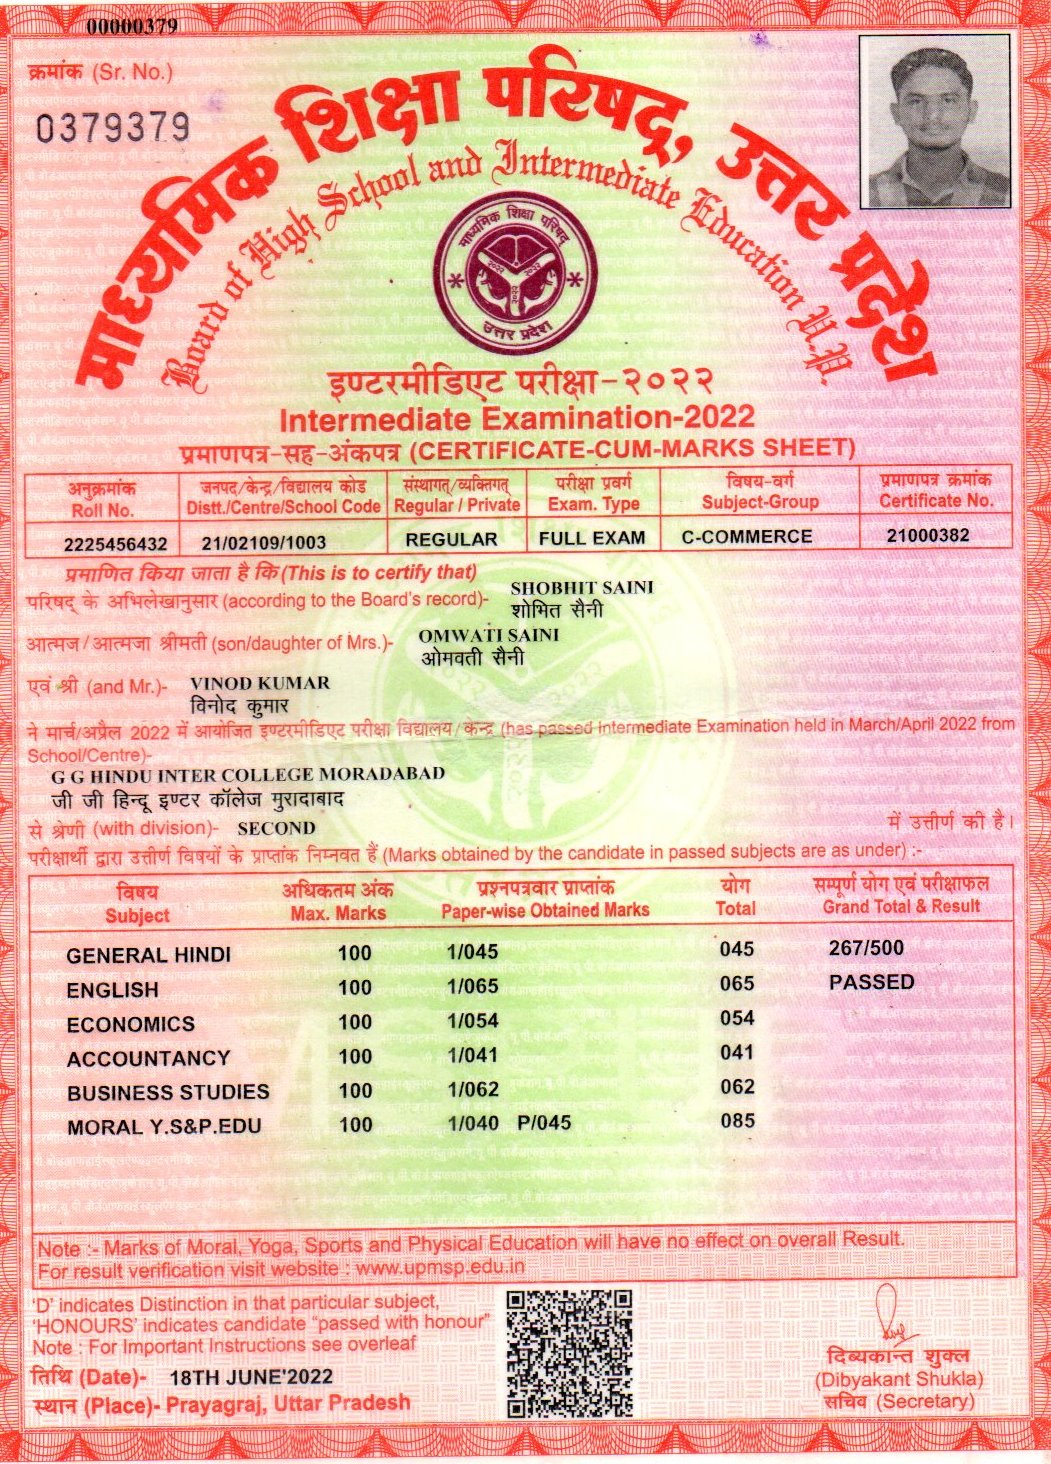 00000379
क्रमांक (Sr. No.)
0379379
माध्यमिक शिक्षा परिषद्, उत्तर प्रदेश
Board of High School and Intermediate Education U.P.
माध्यमिक शिक्षा परिषद्
उत्तर प्रदेश
इण्टरमीडिएट परीक्षा-२०२२
Intermediate Examination-2022
प्रमाणपत्र-सह-अंकपत्र (CERTIFICATE-CUM-MARKS SHEET)
अनुक्रमांक जनपद/केन्द्र/विद्यालय कोड संस्थागत्/व्यक्तिगत् परीक्षा प्रवर्ग विषय-वर्ग प्रमाणपत्र क्रमांक
Roll No. Distt./Centre/School Code Regular / Private Exam. Type Subject-Group Certificate No.
2225456432 21/02109/1003 REGULAR FULL EXAM C-COMMERCE 21000382
प्रमाणित किया जाता है कि (This is to certify that)
परिषद् के अभिलेखानुसार (according to the Board's record)- SHOBHIT SAINI
शोभित सैनी
आत्मज/आत्मजा श्रीमती (son/daughter of Mrs.)- OMWATI SAINI
ओमवती सैनी
एवं श्री (and Mr.)- VINOD KUMAR
विनोद कुमार
ने मार्च/अप्रैल 2022 में आयोजित इण्टरमीडिएट परीक्षा विद्यालय/केन्द्र (has passed Intermediate Examination held in March/April 2022 from
School/Centre)-
G G HINDU INTER COLLEGE MORADABAD
जी जी हिन्दू इण्टर कॉलेज मुरादाबाद
से श्रेणी (with division)- SECOND में उत्तीर्ण की है।
परीक्षार्थी द्वारा उत्तीर्ण विषयों के प्राप्तांक निम्नवत हैं (Marks obtained by the candidate in passed subjects are as under) :-
विषय अधिकतम अंक प्रश्नपत्रवार प्राप्तांक योग सम्पूर्ण योग एवं परीक्षाफल
Subject Max. Marks Paper-wise Obtained Marks Total Grand Total & Result
GENERAL HINDI 100 1/045 045 267/500
ENGLISH 100 1/065 065 PASSED
ECONOMICS 100 1/054 054
ACCOUNTANCY 100 1/041 041
BUSINESS STUDIES 100 1/062 062
MORAL Y.S&P.EDU 100 1/040 P/045 085
Note :- Marks of Moral, Yoga, Sports and Physical Education will have no effect on overall Result.
For result verification visit website : www.upmsp.edu.in
'D' indicates Distinction in that particular subject,
'HONOURS' indicates candidate "passed with honour"
Note : For Important Instructions see overleaf
तिथि (Date)- 18TH JUNE'2022
स्थान (Place)- Prayagraj, Uttar Pradesh
दिव्यकान्त शुक्ल
(Dibyakant Shukla)
सचिव (Secretary)